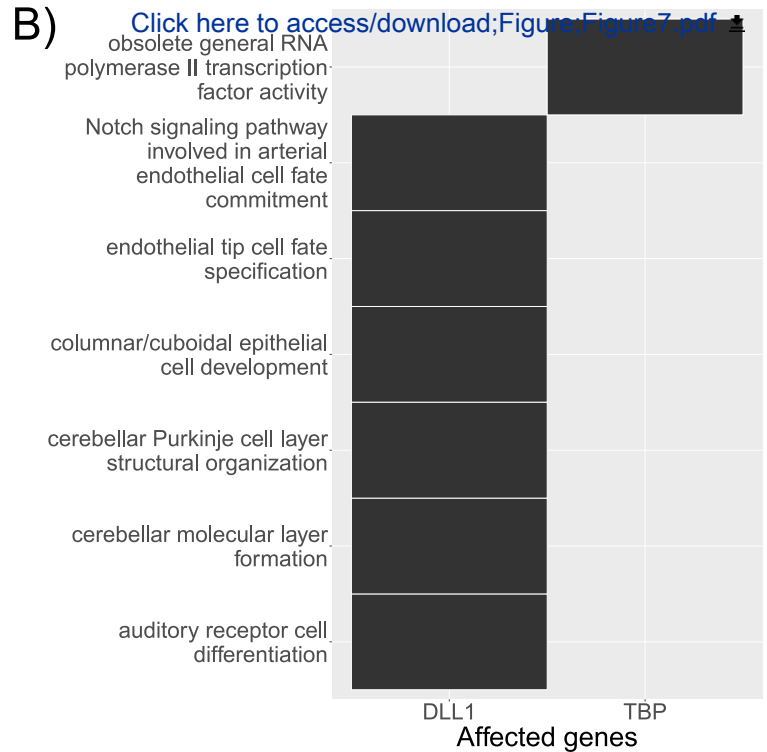 B)
Click here to access/download;Figure;Figure7.pdf
obsolete general RNA
polymerase II transcription
factor activity
Notch signaling pathway
involved in arterial
endothelial cell fate
commitment
endothelial tip cell fate
specification
columnar/cuboidal epithelial
cell development
cerebellar Purkinje cell layer
structural organization
cerebellar molecular layer
formation
auditory receptor cell
differentiation
DLL1 TBP
Affected genes